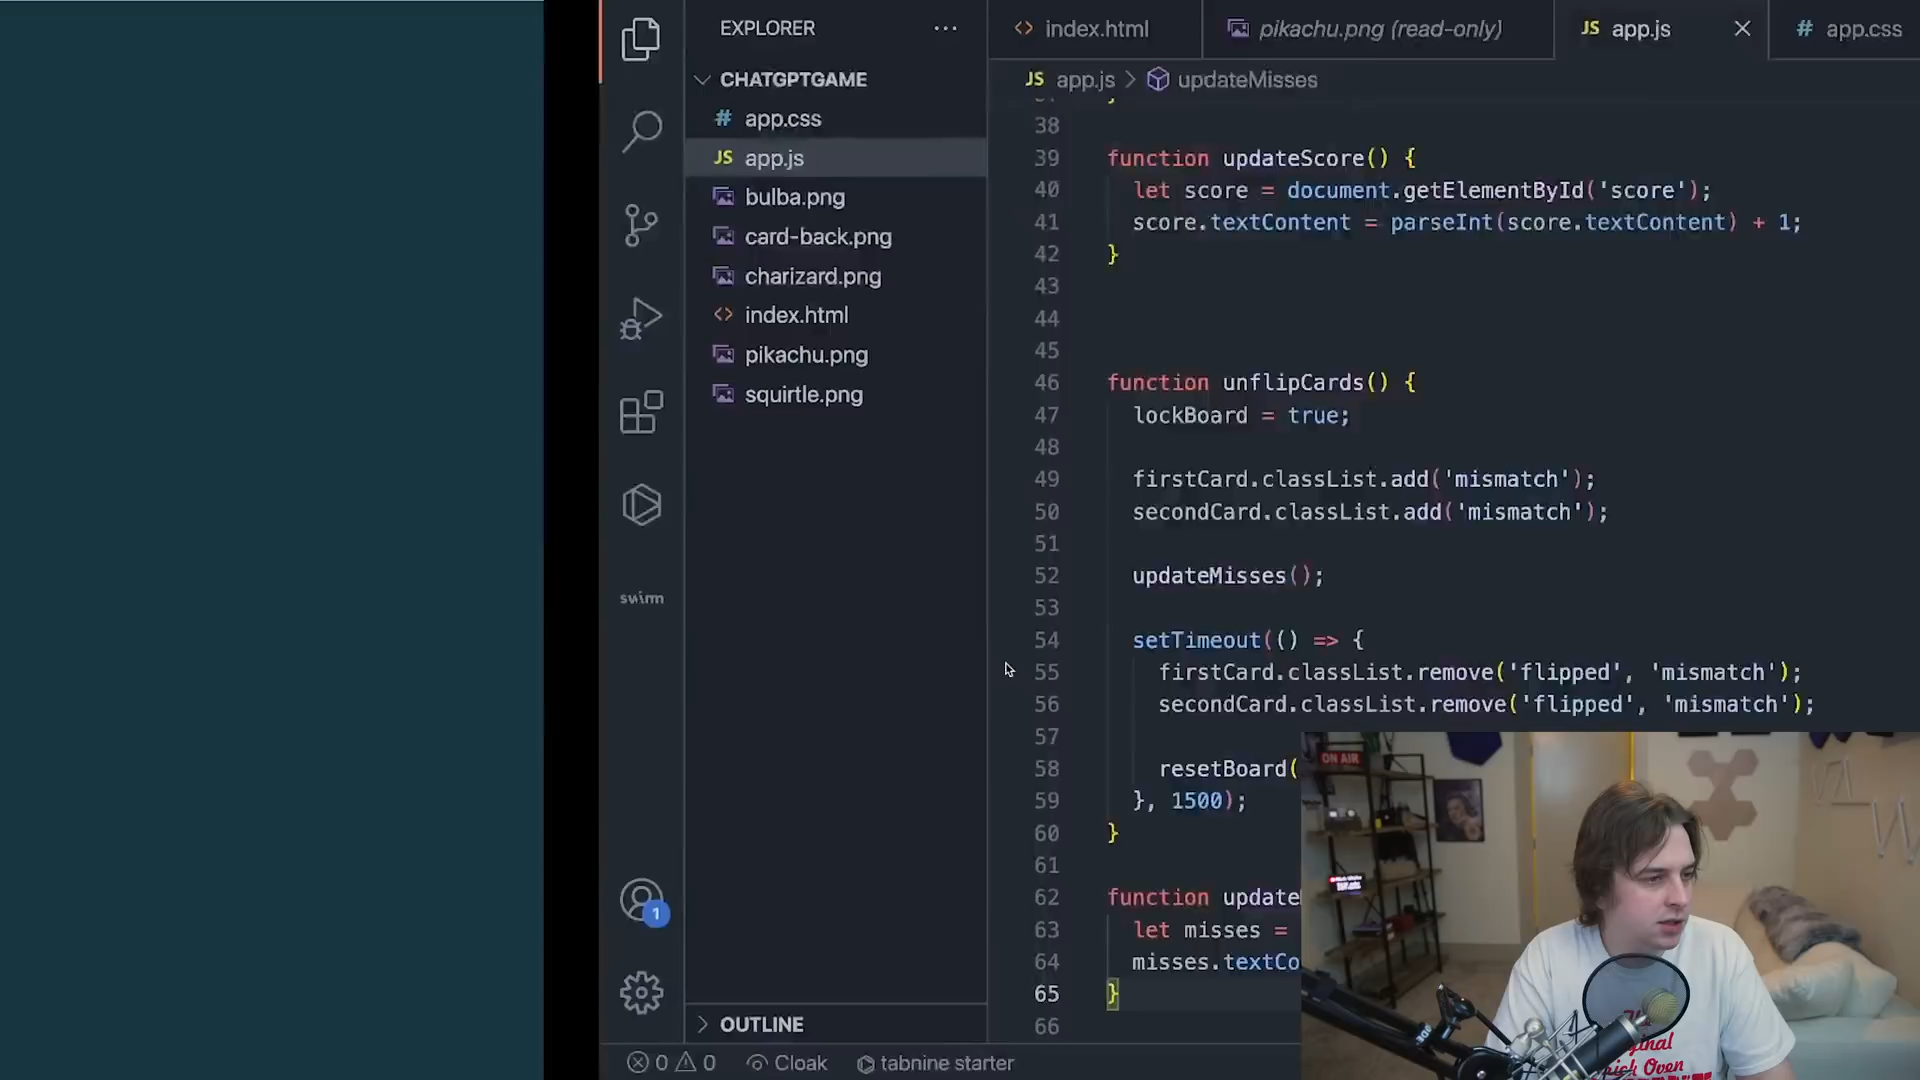 EXPLORER
CHATGPTGAME
app.css
app.js
bulba.png
card-back.png
charizard.png
index.html
pikachu.png
squirtle.png
swimm
1
OUTLINE
0 0 Cloak tabnine starter
index.html pikachu.png (read-only) JS app.js # app.css
JS app.js > updateMisses
38
39 function updateScore() {
40 let score = document.getElementById('score');
41 score.textContent = parseInt(score.textContent) + 1;
42 }
43
44
45
46 function unflipCards() {
47 lockBoard = true;
48
49 firstCard.classList.add('mismatch');
50 secondCard.classList.add('mismatch');
51
52 updateMisses();
53
54 setTimeout(() => {
55 firstCard.classList.remove('flipped', 'mismatch');
56 secondCard.classList.remove('flipped', 'mismatch');
57
58 resetBoard(
59 }, 1500);
60 }
61
62 function update
63 let misses =
64 misses.textCo
65 }
66
ON AIR